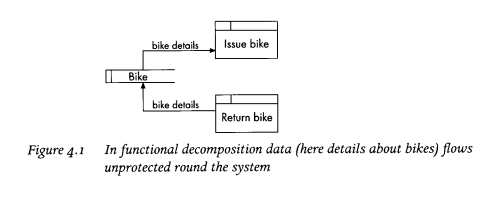 bike details
Issue bike
Bike
bike details
Return bike
Figure 4.1 In functional decomposition data (here details about bikes) flows
unprotected round the system